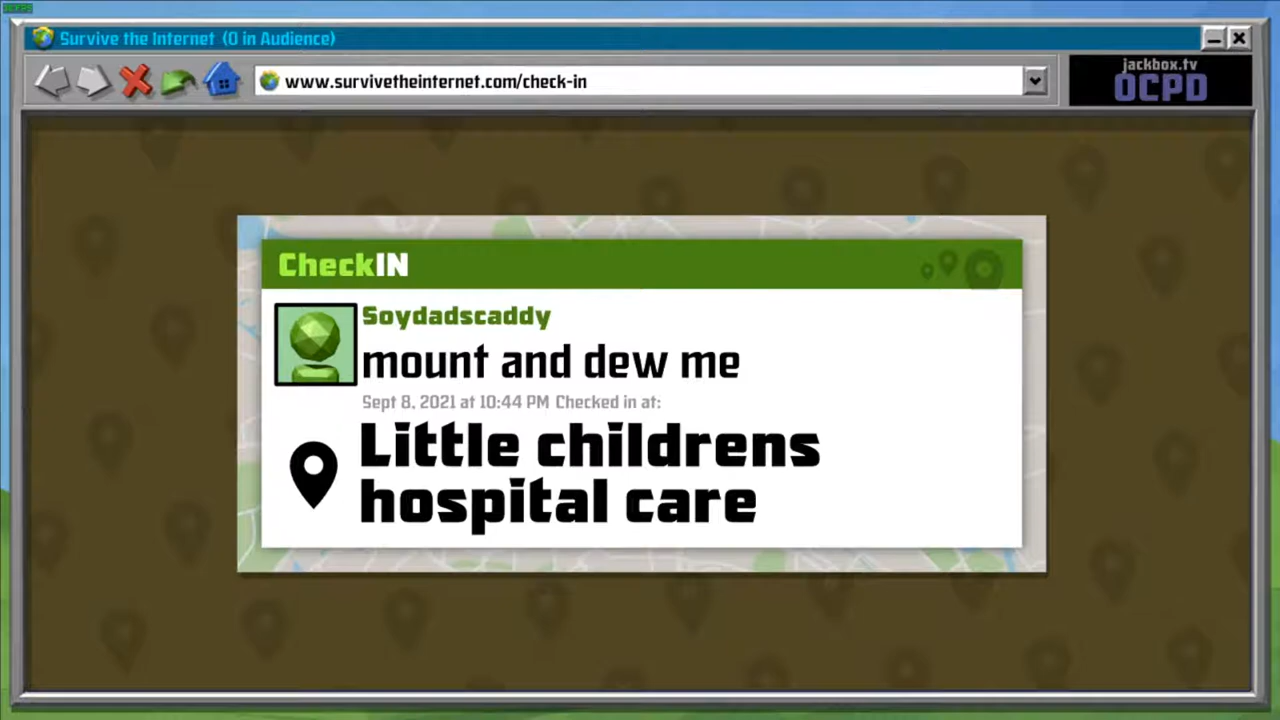 Survive the Internet (0 in Audience)
www.survivetheinternet.com/check-in
jackbox.tv
OCPD
CheckIN
Soydadscaddy
mount and dew me
Sept 8, 2021 at 10:44 PM Checked in at:
Little childrens
hospital care